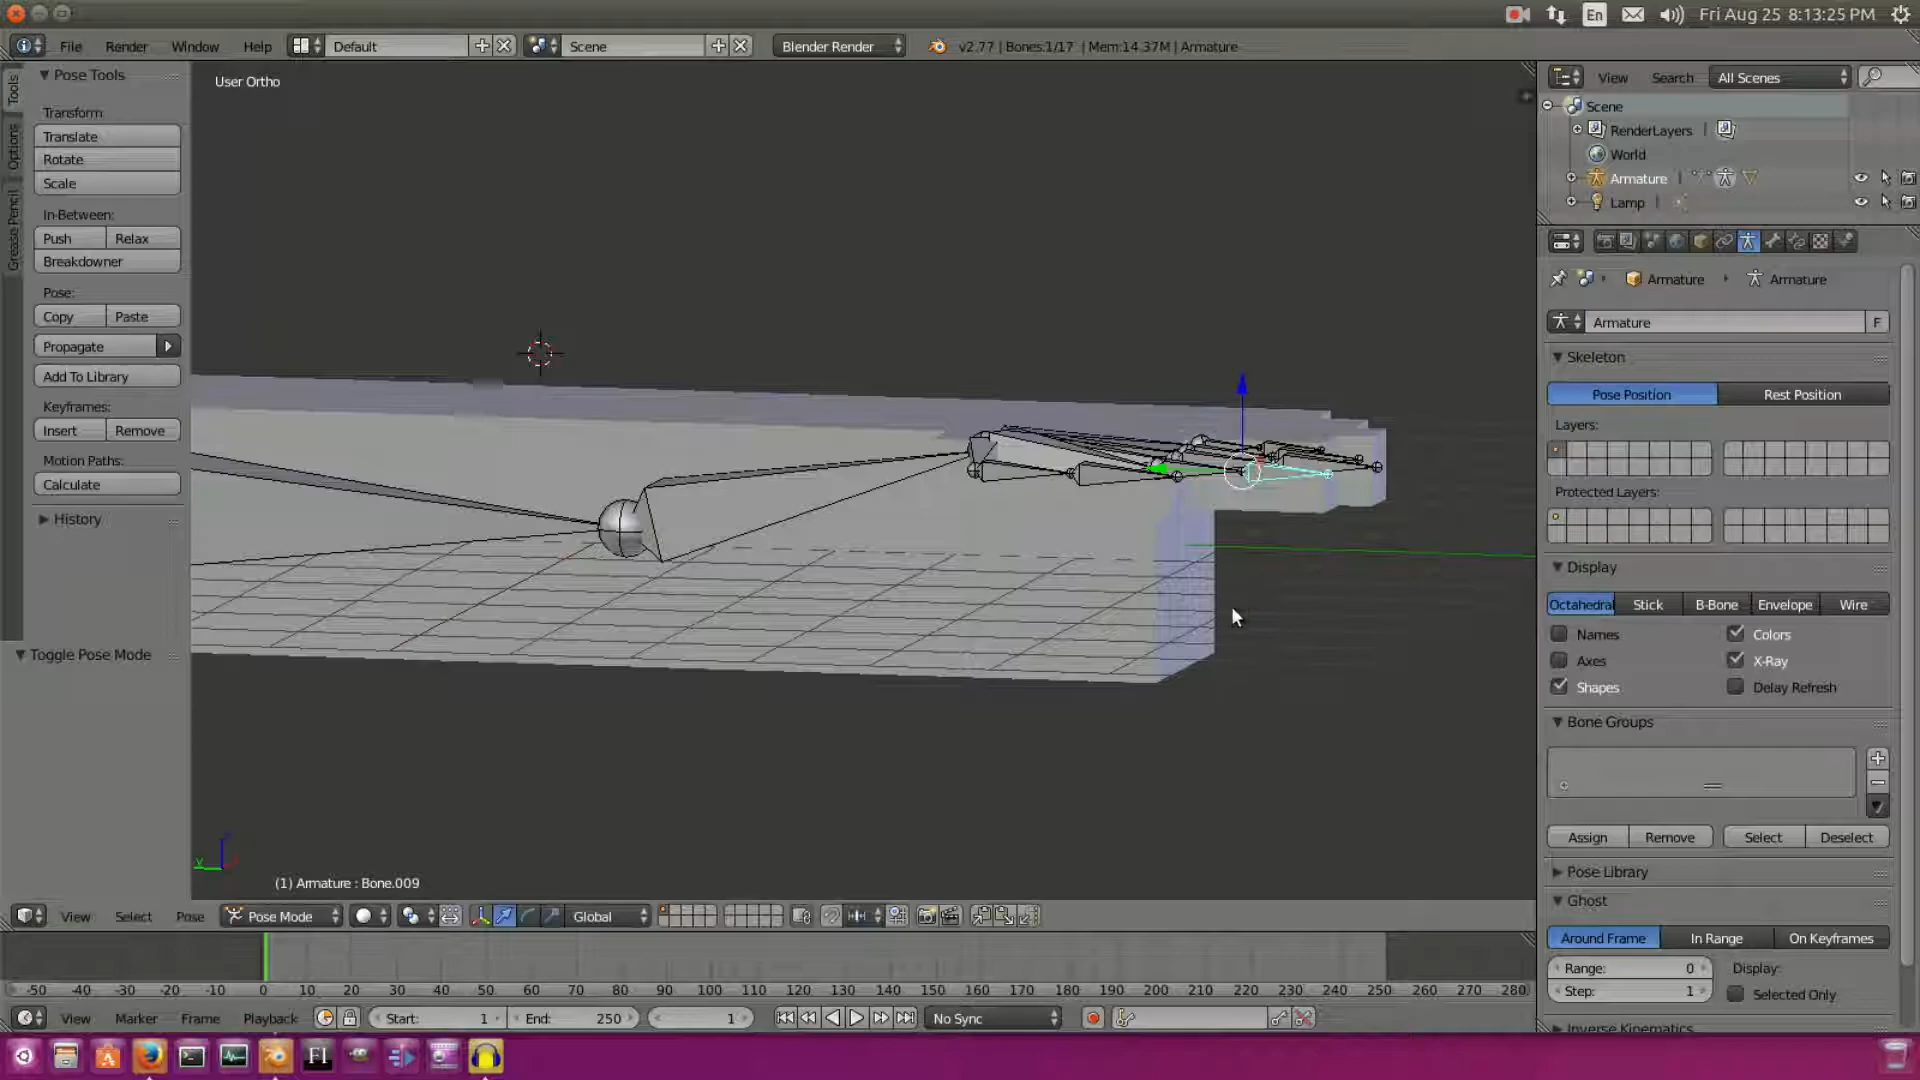 En
Fri Aug 25 8:13:25 PM
File Render Window Help Default Scene Blender Render v2.77 | Bones:1/17 | Mem:14.37M | Armature
Tools
Options
Grease Pencil
Pose Tools
Transform
Translate
Rotate
Scale
In-Between:
Push Relax
Breakdowner
Pose:
Copy Paste
Propagate
Add To Library
Keyframes:
Insert Remove
Motion Paths:
Calculate
History
Toggle Pose Mode
User Ortho
(1) Armature : Bone.009
View Select Pose Pose Mode Global
-50 -40 -30 -20 -10 0 10 20 30 40 50 60 70 80 90 100 110 120 130 140 150 160 170 180 190 200 210 220 230 240 250 260 270 280
View Marker Frame Playback Start: 1 End: 250 1 No Sync
View Search All Scenes
Scene
RenderLayers
World
Armature
Lamp
Armature Armature
Armature F
Skeleton
Pose Position Rest Position
Layers:
Protected Layers:
Display
Octahedral Stick B-Bone Envelope Wire
Names Colors
Axes X-Ray
Shapes Delay Refresh
Bone Groups
Assign Remove Select Deselect
Pose Library
Ghost
Around Frame In Range On Keyframes
Range: 0 Display:
Step: 1 Selected Only
Inverse Kinematics